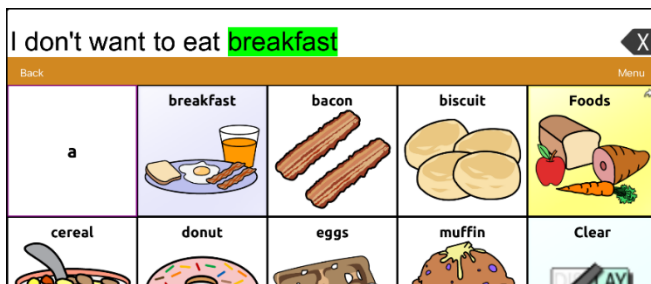 I don't want to eat breakfast X
Back Menu
a breakfast bacon biscuit Foods
cereal donut eggs muffin Clear